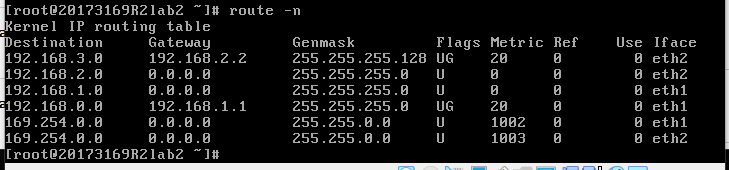 [root@20173169R2lab2 ~]# route -n
Kernel IP routing table
Destination     Gateway         Genmask         Flags Metric Ref    Use Iface
192.168.3.0     192.168.2.2     255.255.255.128 UG    20     0        0 eth2
192.168.2.0     0.0.0.0         255.255.255.0   U     0      0        0 eth2
192.168.1.0     0.0.0.0         255.255.255.0   U     0      0        0 eth1
192.168.0.0     192.168.1.1     255.255.255.0   UG    20     0        0 eth1
169.254.0.0     0.0.0.0         255.255.0.0     U     1002   0        0 eth1
169.254.0.0     0.0.0.0         255.255.0.0     U     1003   0        0 eth2
[root@20173169R2lab2 ~]#